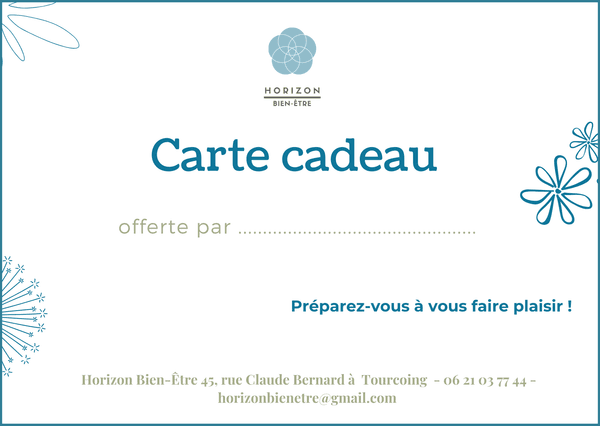 HORIZON
BIEN-ÊTRE
Carte cadeau
offerte par ................................................
Préparez-vous à vous faire plaisir !
Horizon Bien-Être 45, rue Claude Bernard à Tourcoing - 06 21 03 77 44 -
horizonbienetre@gmail.com